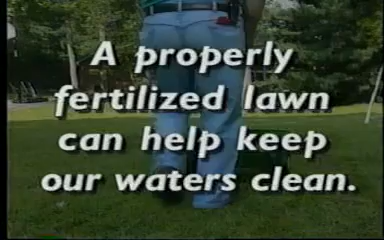 A properly
fertilized lawn
can help keep
our waters clean.